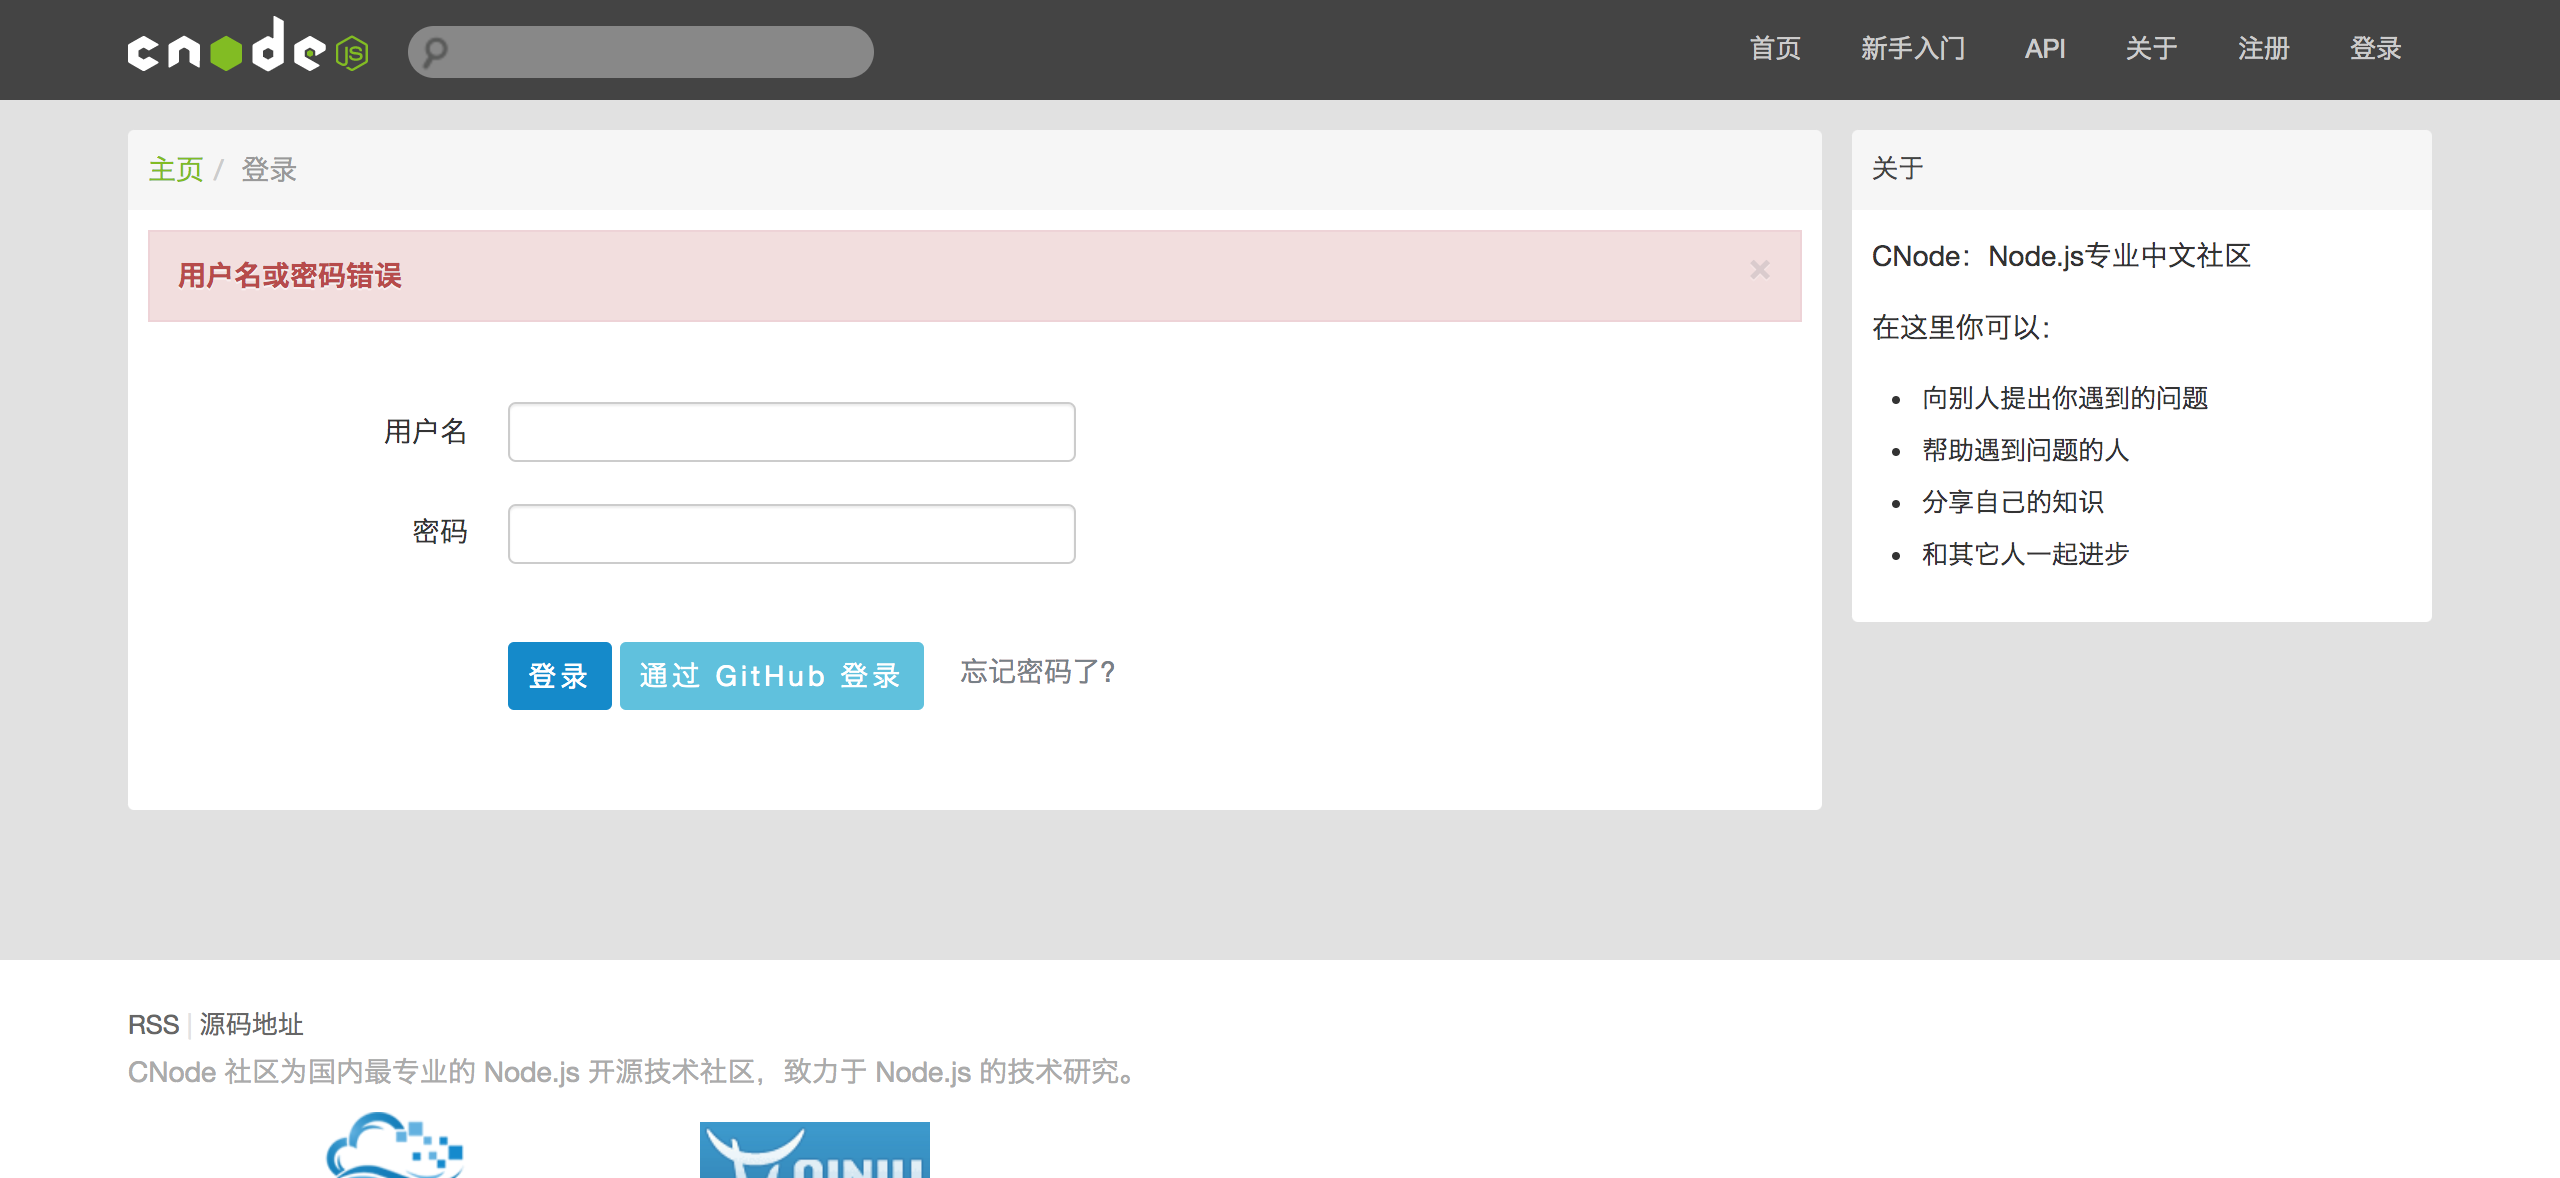 cnode JS
首页 新手入门 API 关于 注册 登录
主页 / 登录
用户名或密码错误 ×
用户名
密码
登录 通过 GitHub 登录 忘记密码了?
关于
CNode：Node.js专业中文社区
在这里你可以：
• 向别人提出你遇到的问题
• 帮助遇到问题的人
• 分享自己的知识
• 和其它人一起进步
RSS | 源码地址
CNode 社区为国内最专业的 Node.js 开源技术社区，致力于 Node.js 的技术研究。